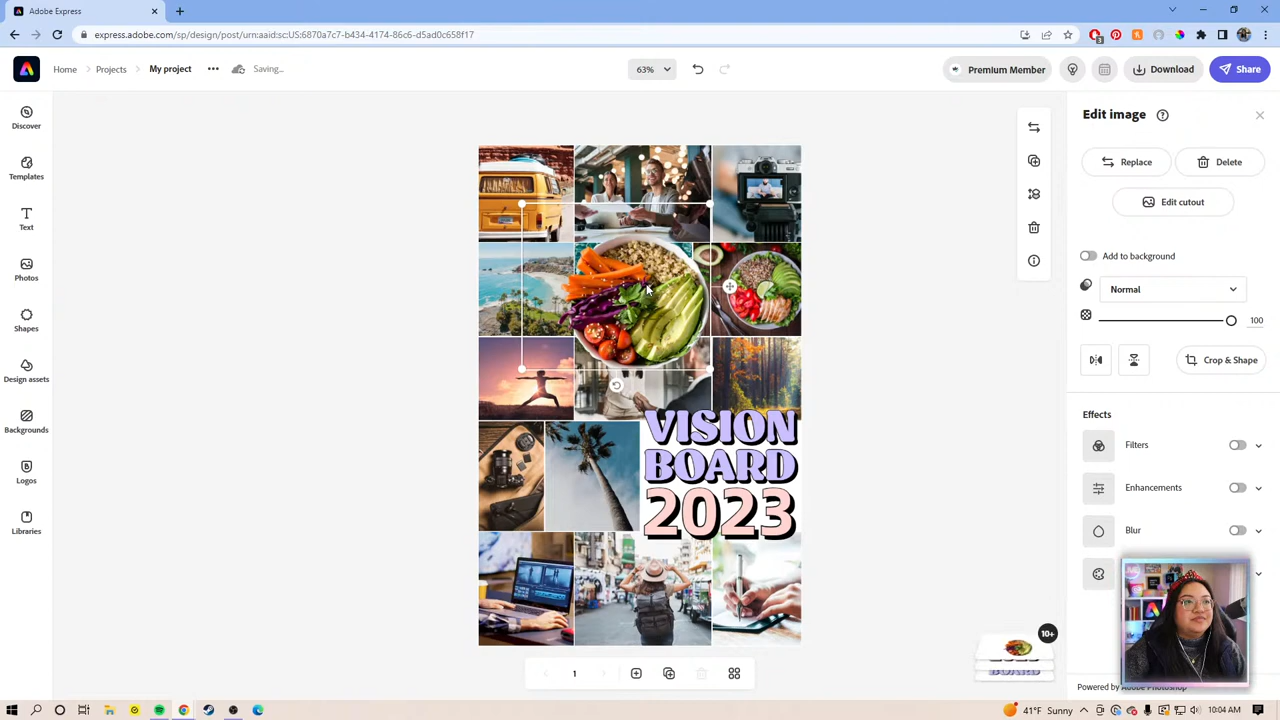 Adobe Express
express.adobe.com/sp/design/post/urn:aaid:sc:US:6870a7c7-b434-4174-86c6-d5ad0c658f17
3
Home Projects My project Saving...
63%
Premium Member
Download
Share
Discover
Templates
Text
Photos
Shapes
Design assets
Backgrounds
Logos
Libraries
VISION
BOARD
2023
1
10+
Edit image
Replace Delete
Edit cutout
Add to background
Normal
100
Crop & Shape
Effects
Filters
Enhancements
Blur
Powered by Adobe Photoshop
41°F Sunny
10:04 AM